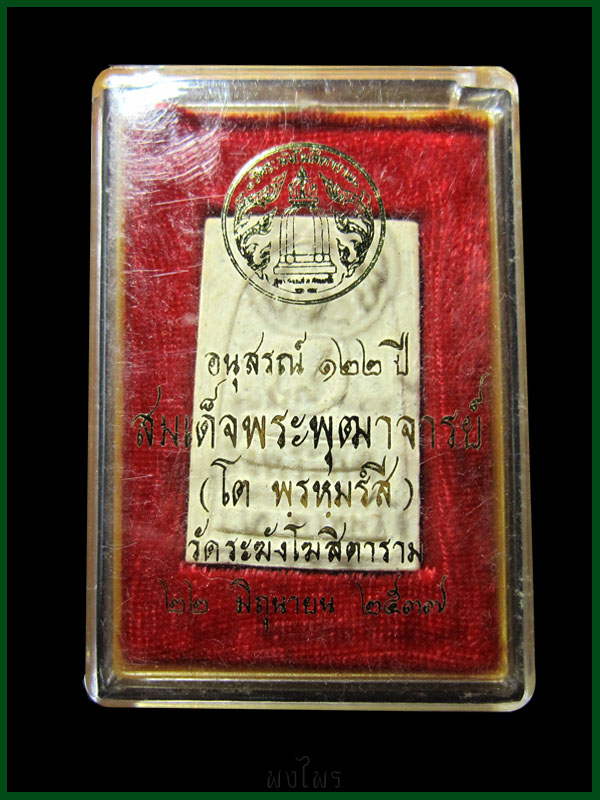 อนุสรณ์ ๑๒๒ ปี
สมเด็จพระพุฒาจารย์
(โต พฺรหฺมรํสี)
วัดระฆังโฆสิตาราม
๒๒ มิถุนายน ๒๕๓๗
พงไพร